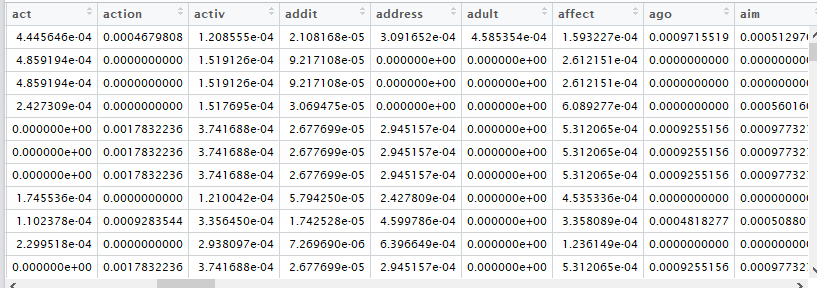 act action activ addit address adult affect ago aim
4.445646e-04 0.0004679808 1.208555e-04 2.108168e-05 3.091652e-04 4.585354e-04 1.593227e-04 0.0009715519 0.000512970
4.859194e-04 0.0000000000 1.519126e-04 9.217108e-05 0.000000e+00 0.000000e+00 2.612151e-04 0.0000000000 0.000000000
4.859194e-04 0.0000000000 1.519126e-04 9.217108e-05 0.000000e+00 0.000000e+00 2.612151e-04 0.0000000000 0.000000000
2.427309e-04 0.0000000000 1.517695e-04 3.069475e-05 0.000000e+00 0.000000e+00 6.089277e-04 0.0000000000 0.000560160
0.000000e+00 0.0017832236 3.741688e-04 2.677699e-05 2.945157e-04 0.000000e+00 5.312065e-04 0.0009255156 0.000977327
0.000000e+00 0.0017832236 3.741688e-04 2.677699e-05 2.945157e-04 0.000000e+00 5.312065e-04 0.0009255156 0.000977327
0.000000e+00 0.0017832236 3.741688e-04 2.677699e-05 2.945157e-04 0.000000e+00 5.312065e-04 0.0009255156 0.000977327
1.745536e-04 0.0000000000 1.210042e-04 5.794250e-05 2.427809e-04 0.000000e+00 4.535336e-04 0.0000000000 0.000000000
1.102378e-04 0.0009283544 3.356450e-04 1.742528e-05 4.599786e-04 0.000000e+00 3.358089e-04 0.0004818277 0.000508801
2.299518e-04 0.0000000000 2.938097e-04 7.269690e-06 6.396649e-04 0.000000e+00 1.236149e-04 0.0000000000 0.000000000
0.000000e+00 0.0017832236 3.741688e-04 2.677699e-05 2.945157e-04 0.000000e+00 5.312065e-04 0.0009255156 0.000977327